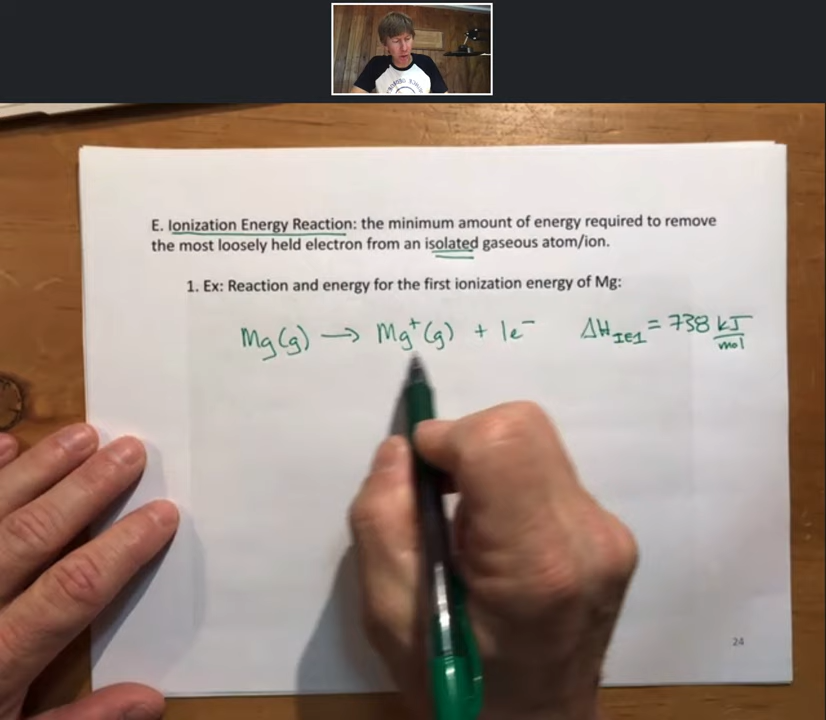 E. Ionization Energy Reaction: the minimum amount of energy required to remove
the most loosely held electron from an isolated gaseous atom/ion.
1. Ex: Reaction and energy for the first ionization energy of Mg:
Mg(g) → Mg⁺(g) + 1e⁻ ΔH_IE1 = 738 kJ/mol
24